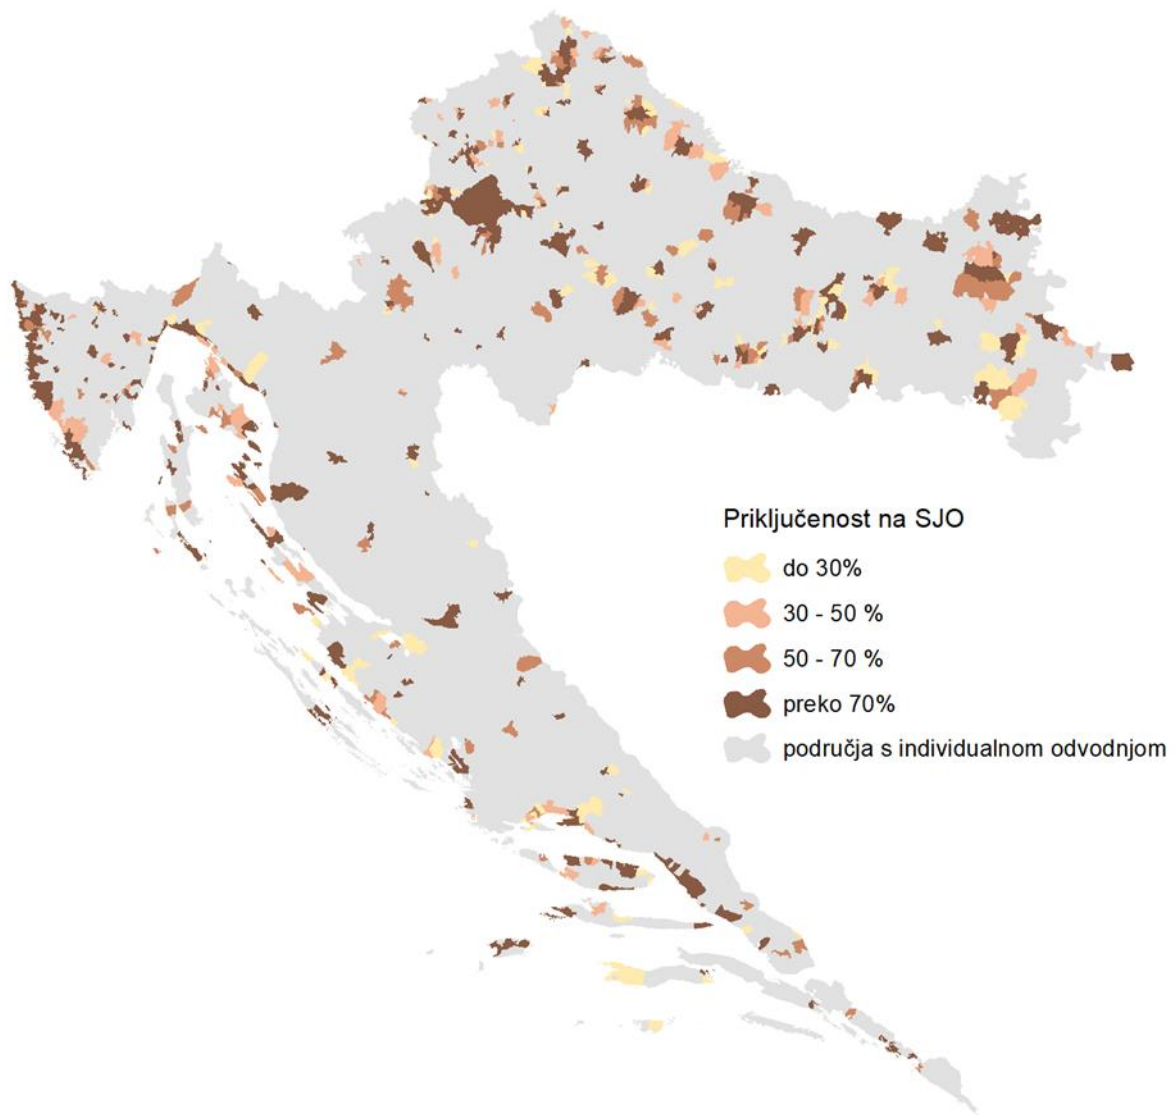 Priključenost na SJO
do 30%
30 - 50 %
50 - 70 %
preko 70%
područja s individualnom odvodnjom